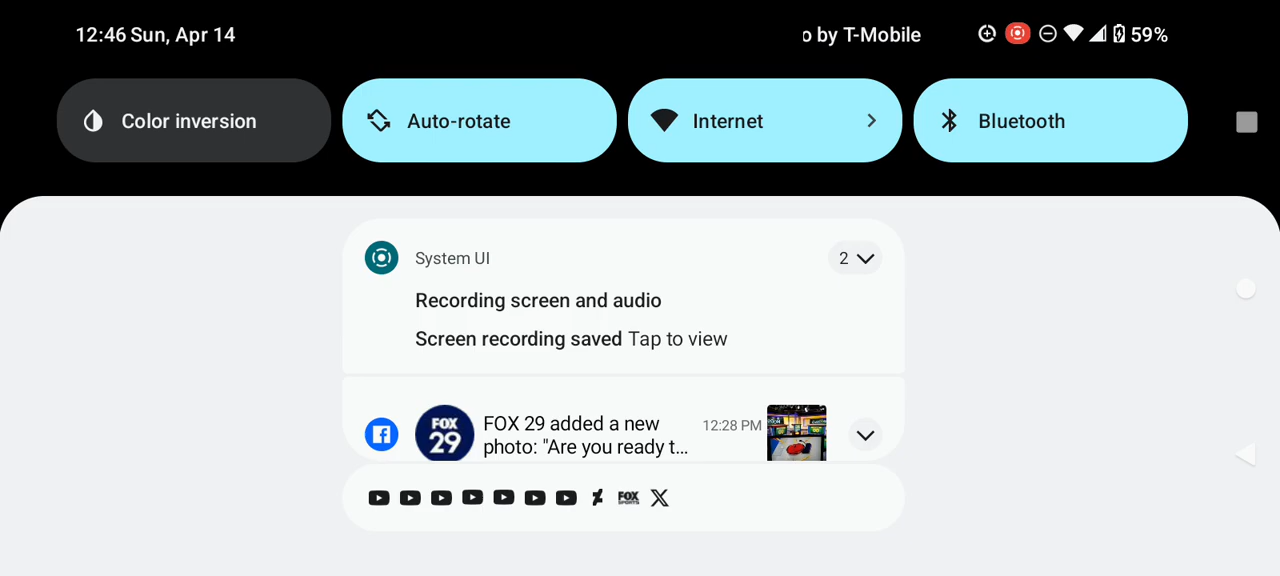 12:46 Sun, Apr 14
o by T-Mobile
59%
Color inversion
Auto-rotate
Internet
Bluetooth
System UI
2
Recording screen and audio
Screen recording saved Tap to view
FOX 29
FOX 29 added a new
photo: "Are you ready t...
12:28 PM
FOX SPORTS